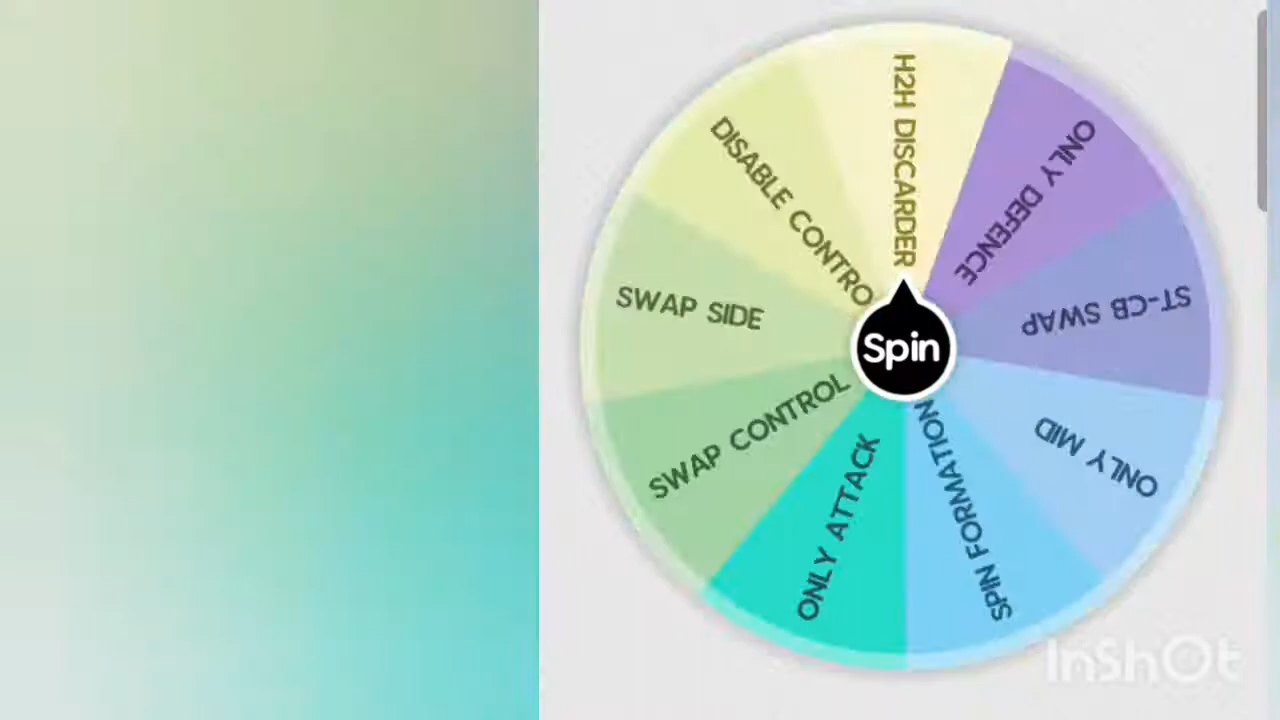 H2H DISCARDER
ONLY DEFENCE
ST-CB SWAP
ONLY MID
SPIN FORMATION
ONLY ATTACK
SWAP CONTROL
SWAP SIDE
DISABLE CONTRO
Spin
InShOt